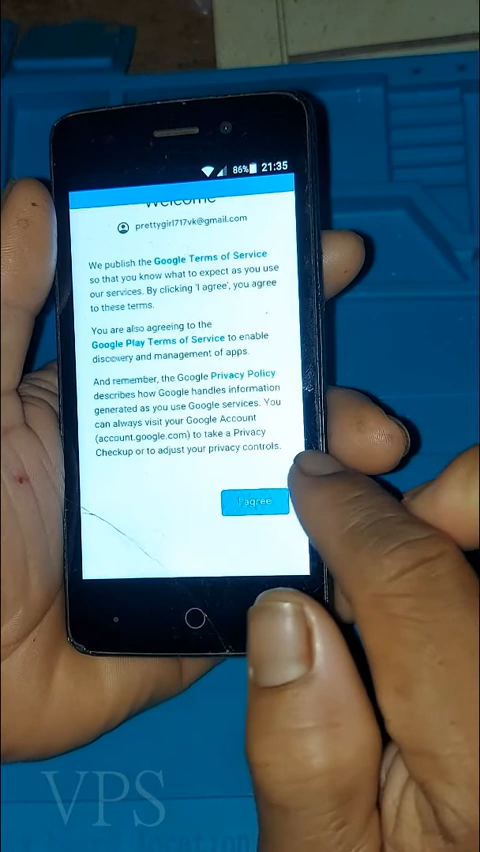 86% 21:35
Welcome
prettygirl717vk@gmail.com
We publish the Google Terms of Service
so that you know what to expect as you use
our services. By clicking 'I agree', you agree
to these terms.
You are also agreeing to the
Google Play Terms of Service to enable
discovery and management of apps.
And remember, the Google Privacy Policy
describes how Google handles information
generated as you use Google services. You
can always visit your Google Account
(account.google.com) to take a Privacy
Checkup or to adjust your privacy controls.
I agree
VPS
location